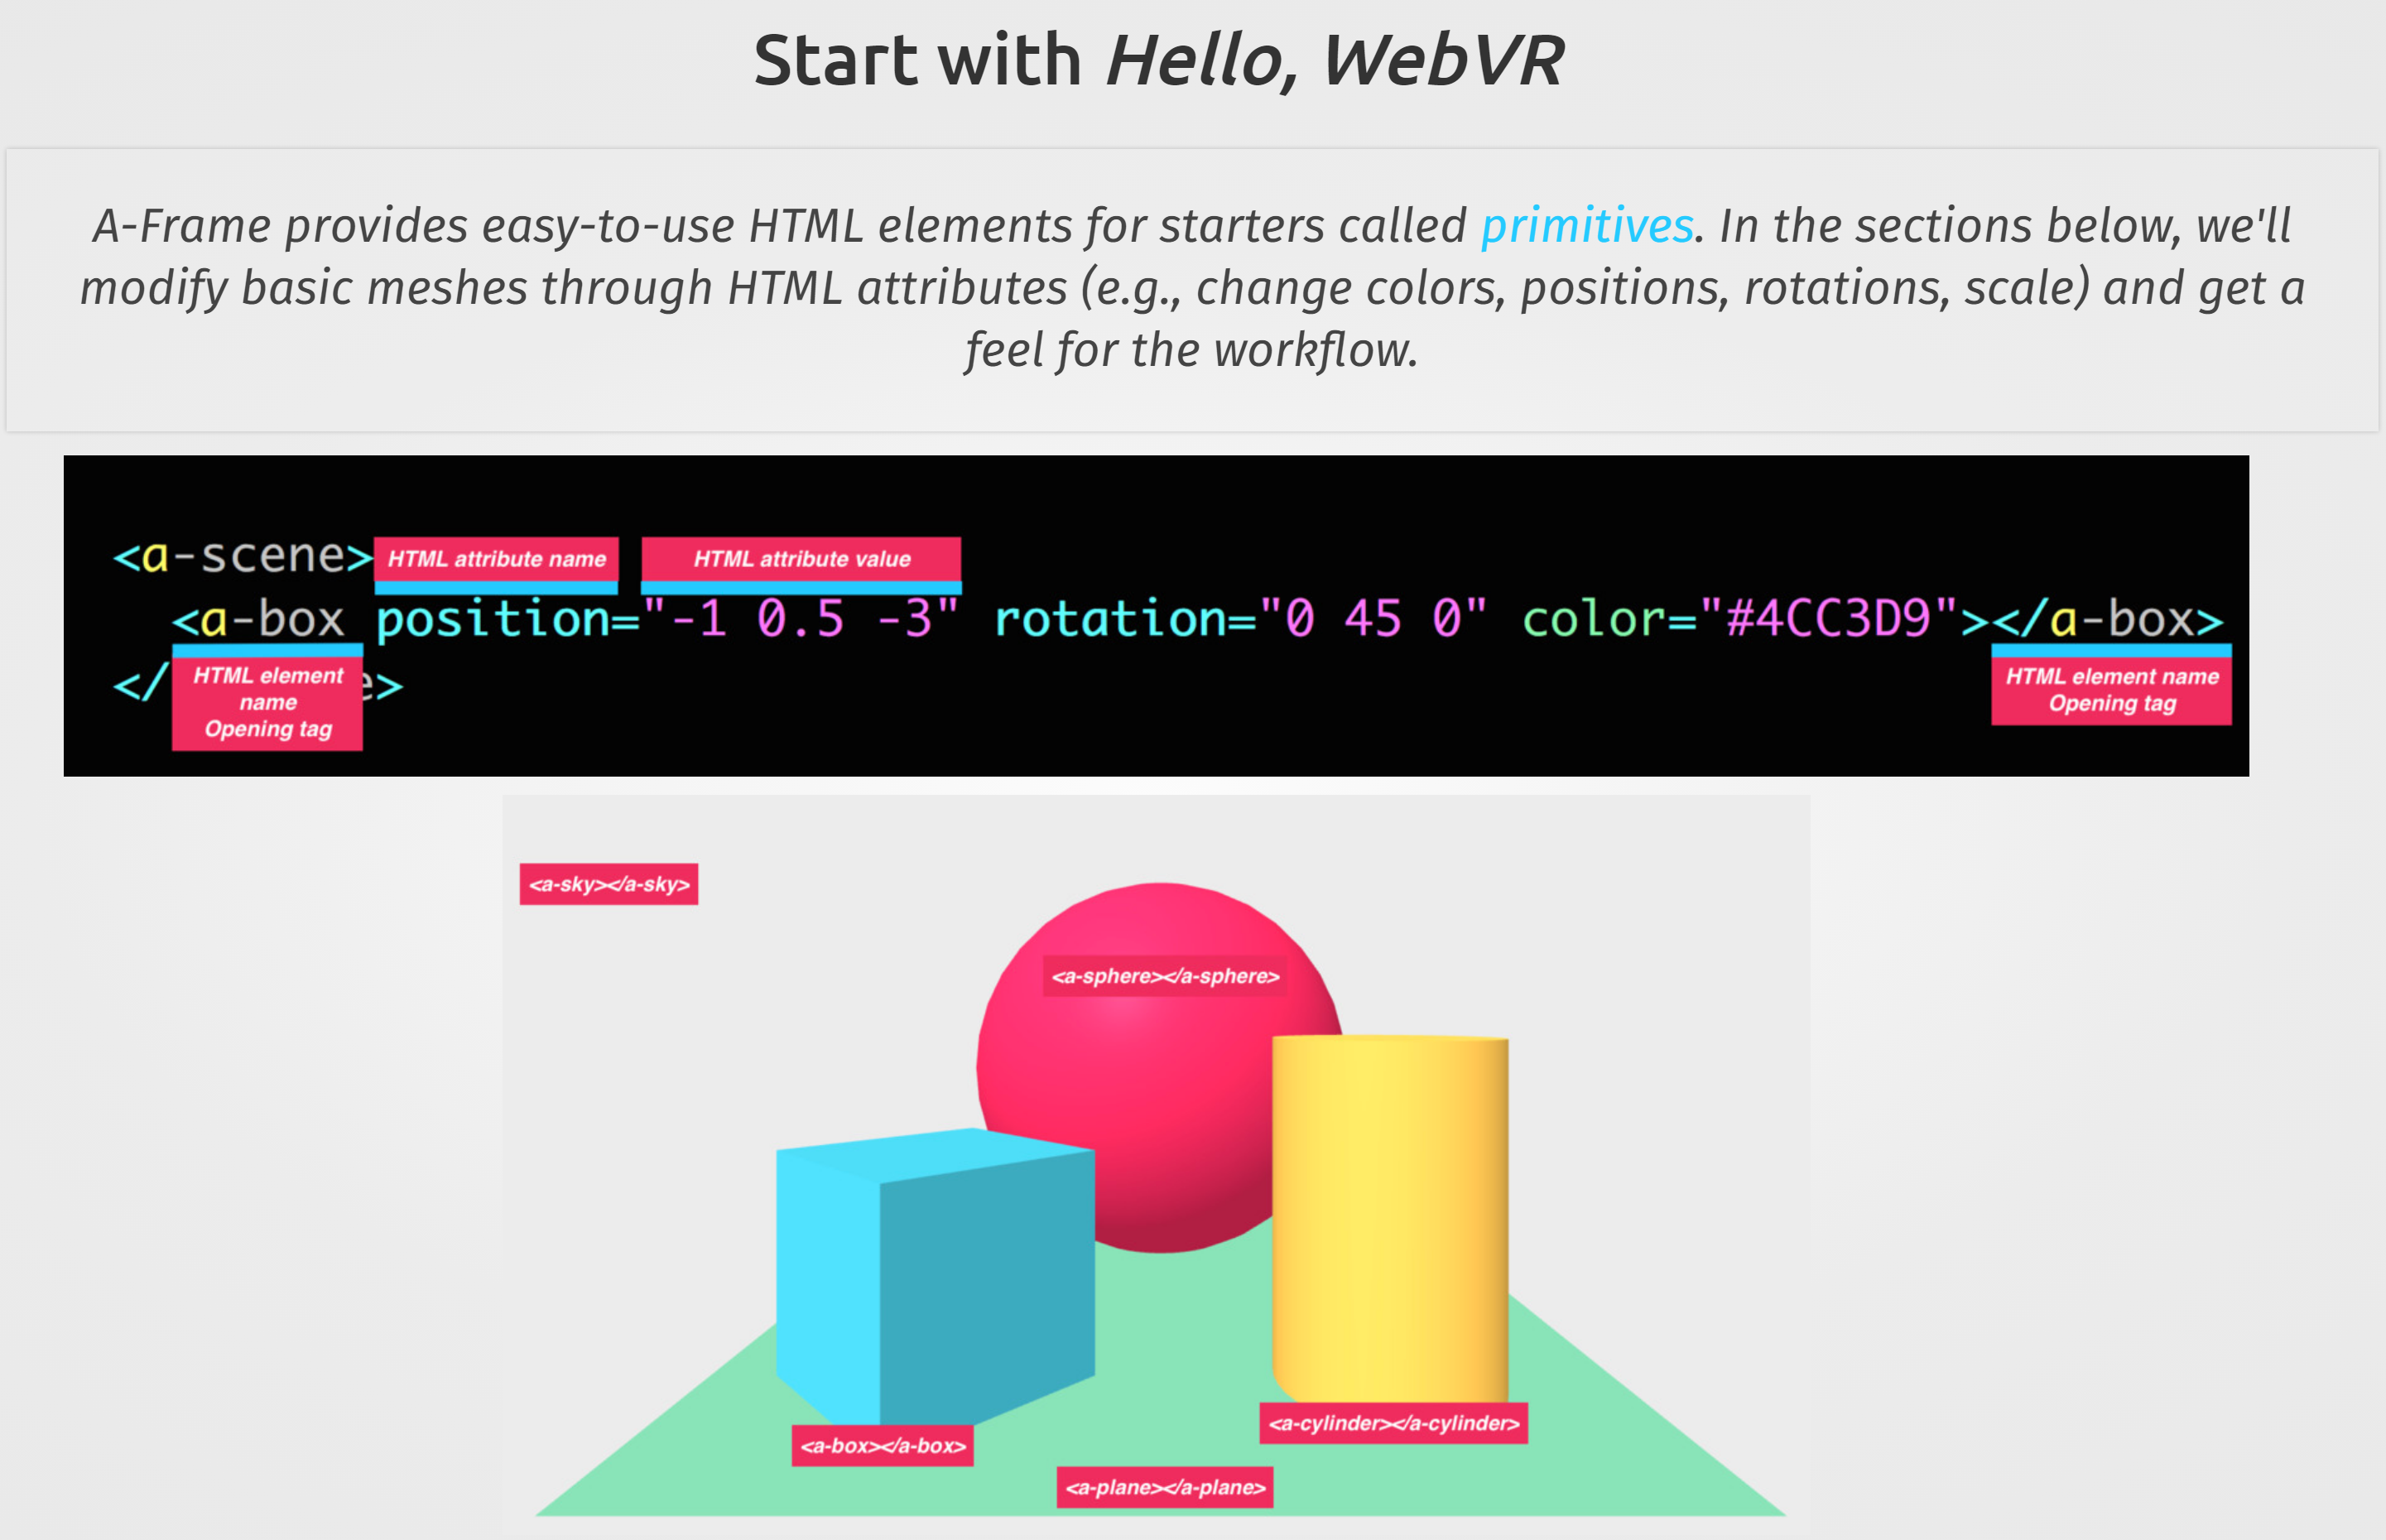 Start with Hello, WebVR
A-Frame provides easy-to-use HTML elements for starters called primitives. In the sections below, we'll
modify basic meshes through HTML attributes (e.g., change colors, positions, rotations, scale) and get a
feel for the workflow.
<a-scene>
HTML attribute name
HTML attribute value
<a-box position="-1 0.5 -3" rotation="0 45 0" color="#4CC3D9"></a-box>
</ e>
HTML element
name
Opening tag
HTML element name
Opening tag
<a-sky></a-sky>
<a-sphere></a-sphere>
<a-cylinder></a-cylinder>
<a-box></a-box>
<a-plane></a-plane>